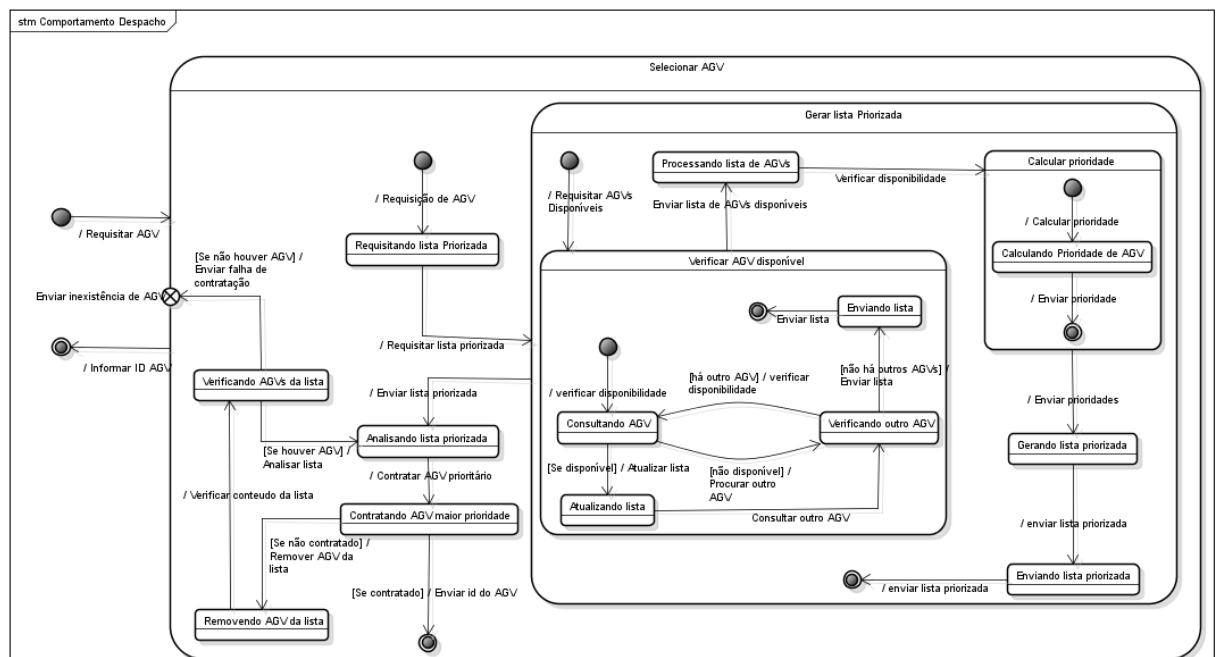 stm Comportamento Despacho
Selecionar AGV
Gerar lista Priorizada
Processando lista de AGVs
Calcular prioridade
/ Requisição de AGV
/ Requisitar AGVs
Disponíveis
Enviar lista de AGVs disponíveis
Verificar disponibilidade
/ Calcular prioridade
/ Requisitar AGV
Requisitando lista Priorizada
Calculando Prioridade de AGV
[Se não houver AGV] /
Enviar falha de
contratação
Verificar AGV disponível
Enviar inexistência de AGV
/ Enviar prioridade
Enviando lista
Enviar lista
/ Requisitar lista priorizada
/ Informar ID AGV
Verificando AGVs da lista
[há outro AGV] / verificar
disponibilidade
[não há outros AGVs] /
Enviar lista
/ Enviar lista priorizada
/ verificar disponibilidade
/ Enviar prioridades
Analisando lista priorizada
Consultando AGV
Verificando outro AGV
Gerando lista priorizada
[Se houver AGV] /
Analisar lista
/ Contratar AGV prioritário
[Se disponível] / Atualizar lista
[não disponível] /
Procurar outro
AGV
/ Verificar conteudo da lista
Contratando AGV maior prioridade
Atualizando lista
Consultar outro AGV
/ enviar lista priorizada
[Se não contratado] /
Remover AGV da
lista
Enviando lista priorizada
/ enviar lista priorizada
[Se contratado] / Enviar id do AGV
Removendo AGV da lista